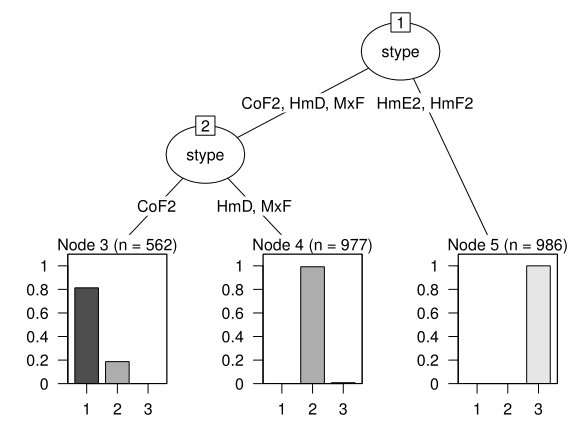 1
stype
CoF2, HmD, MxF HmE2, HmF2
2
stype
CoF2 HmD, MxF
Node 3 (n = 562) Node 4 (n = 977) Node 5 (n = 986)
1 1 1
0.8 0.8 0.8
0.6 0.6 0.6
0.4 0.4 0.4
0.2 0.2 0.2
0 0 0
1 2 3 1 2 3 1 2 3